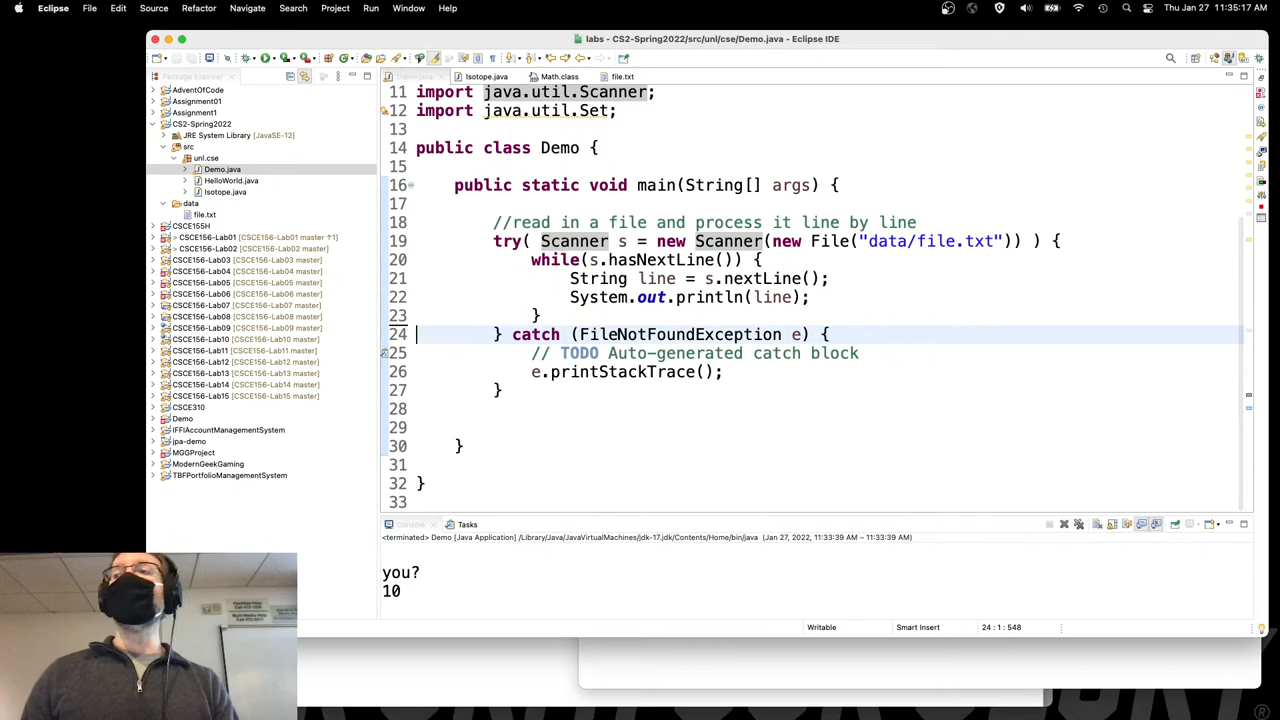 Eclipse File Edit Source Refactor Navigate Search Project Run Window Help
Thu Jan 27 11:35:17 AM
labs - CS2-Spring2022/src/unl/cse/Demo.java - Eclipse IDE
Package Explorer
Isotope.java Math.class file.txt
AdventOfCode
Assignment01
Assignment1
CS2-Spring2022
JRE System Library [JavaSE-12]
src
unl.cse
Demo.java
HelloWorld.java
Isotope.java
data
file.txt
CSCE155H
> CSCE156-Lab01 [CSCE156-Lab01 master ↑1]
> CSCE156-Lab02 [CSCE156-Lab02 master]
CSCE156-Lab03 [CSCE156-Lab03 master]
CSCE156-Lab04 [CSCE156-Lab04 master]
CSCE156-Lab05 [CSCE156-Lab05 master]
CSCE156-Lab06 [CSCE156-Lab06 master]
CSCE156-Lab07 [CSCE156-Lab07 master]
CSCE156-Lab08 [CSCE156-Lab08 master]
CSCE156-Lab09 [CSCE156-Lab09 master]
CSCE156-Lab10 [CSCE156-Lab10 master]
CSCE156-Lab11 [CSCE156-Lab11 master]
CSCE156-Lab12 [CSCE156-Lab12 master]
CSCE156-Lab13 [CSCE156-Lab13 master]
CSCE156-Lab14 [CSCE156-Lab14 master]
CSCE156-Lab15 [CSCE156-Lab15 master]
CSCE310
Demo
IFFIAccountManagementSystem
jpa-demo
MGGProject
ModernGeekGaming
TBFPortfolioManagementSystem
11 import java.util.Scanner;
12 import java.util.Set;
13
14 public class Demo {
15
16 public static void main(String[] args) {
17
18 //read in a file and process it line by line
19 try( Scanner s = new Scanner(new File("data/file.txt")) ) {
20 while(s.hasNextLine()) {
21 String line = s.nextLine();
22 System.out.println(line);
23 }
24 } catch (FileNotFoundException e) {
25 // TODO Auto-generated catch block
26 e.printStackTrace();
27 }
28
29
30 }
31
32 }
33
Console Tasks
<terminated> Demo [Java Application] /Library/Java/JavaVirtualMachines/jdk-17.jdk/Contents/Home/bin/java (Jan 27, 2022, 11:33:39 AM – 11:33:39 AM)
you?
10
Writable Smart Insert 24 : 1 : 548